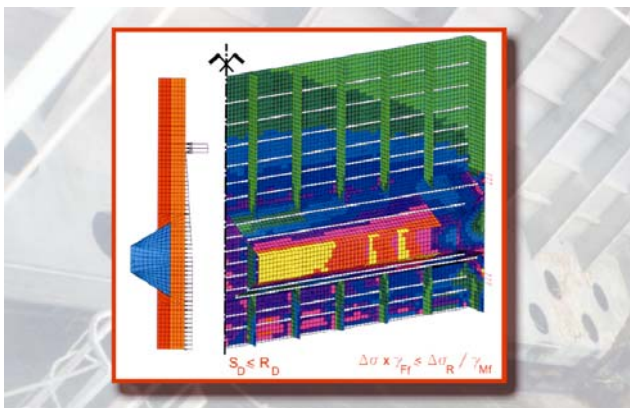 S_D ≤ R_D    Δσ x γ_Ff ≤ Δσ_R / γ_Mf